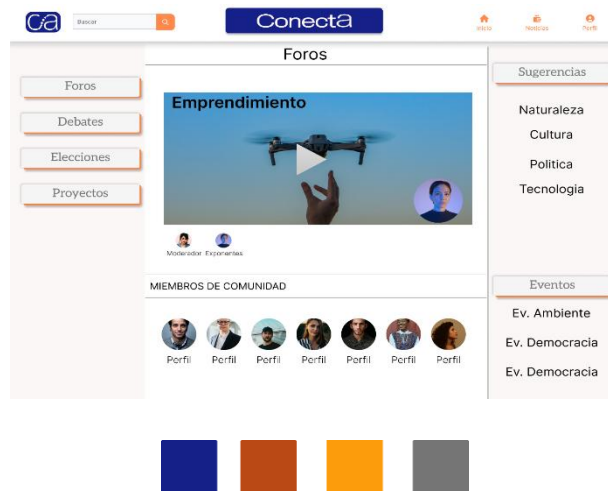 Cia
Buscar
Conecta
Inicio
Noticias
Perfil
Foros
Foros
Debates
Elecciones
Proyectos
Emprendimiento
Moderador
Exponentes
MIEMBROS DE COMUNIDAD
Perfil
Perfil
Perfil
Perfil
Perfil
Perfil
Perfil
Sugerencias
Naturaleza
Cultura
Politica
Tecnologia
Eventos
Ev. Ambiente
Ev. Democracia
Ev. Democracia